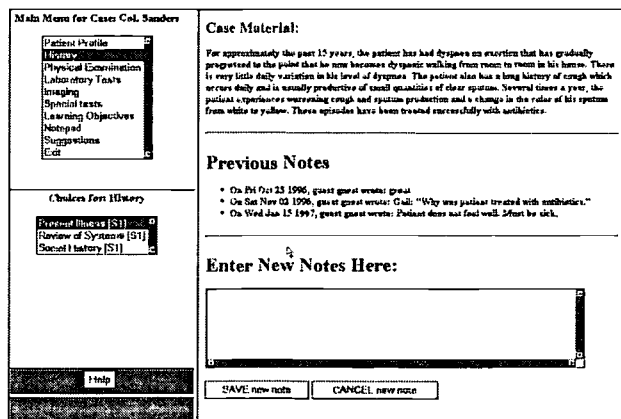 Main Menu for Case: Col. Sanders
Patient Profile
History
Physical Examination
Laboratory Tests
Imaging
Special tests
Learning Objectives
Notepad
Suggestions
Exit
Choices for: History
Present Illness [S1]
Review of Systems [S1]
Social History [S1]
Help
Case Material:
For approximately the past 15 years, the patient has had dyspnea on exertion that has gradually
progressed to the point that he now becomes dyspneic walking from room to room in his house. There
is very little daily variation in his level of dyspnea. The patient also has a long history of cough which
occurs daily and is usually productive of small quantities of clear sputum. Several times a year, the
patient experiences worsening cough and sputum production and a change in the color of his sputum
from white to yellow. These episodes have been treated successfully with antibiotics.
Previous Notes
• On Fri Oct 25 1996, guest guest wrote: great
• On Sat Nov 02 1996, guest guest wrote: Gail: "Why was patient treated with antibiotics."
• On Wed Jan 15 1997, guest guest wrote: Patient does not feel well. Must be sick.
Enter New Notes Here:
SAVE new note
CANCEL new note